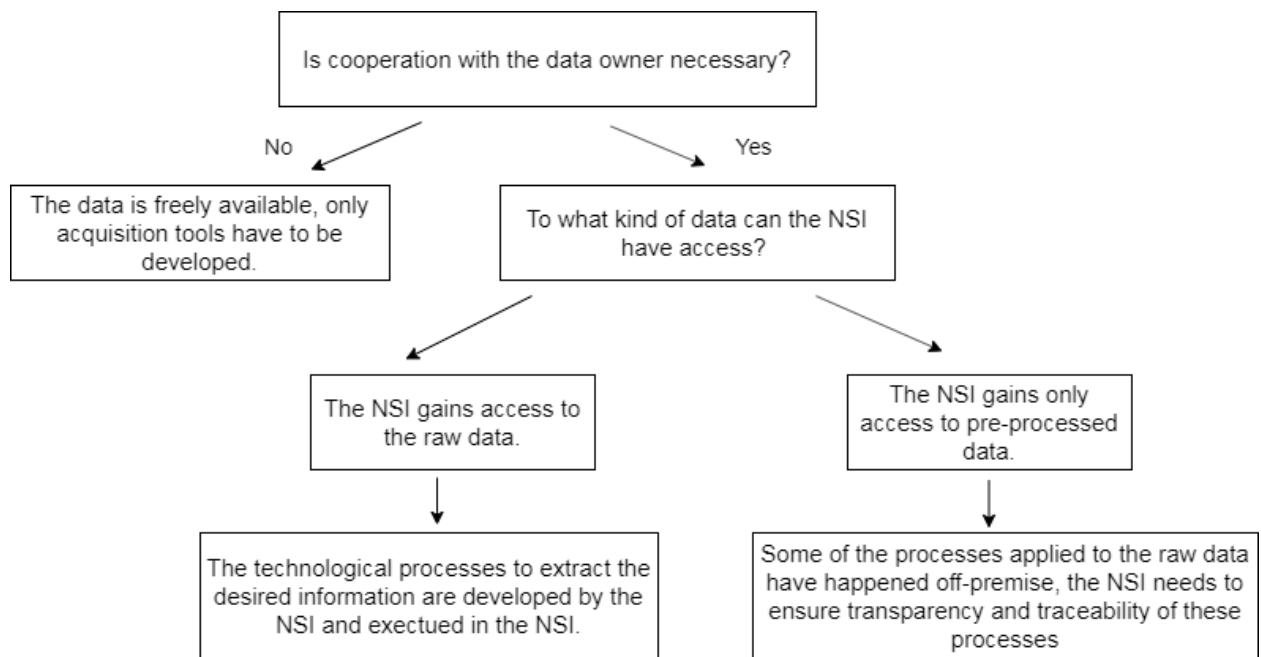 Is cooperation with the data owner necessary?
No
Yes
The data is freely available, only
acquisition tools have to be
developed.
To what kind of data can the NSI
have access?
The NSI gains access to
the raw data.
The NSI gains only
access to pre-processed
data.
The technological processes to extract the
desired information are developed by the
NSI and exectued in the NSI.
Some of the processes applied to the raw data
have happened off-premise, the NSI needs to
ensure transparency and traceability of these
processes